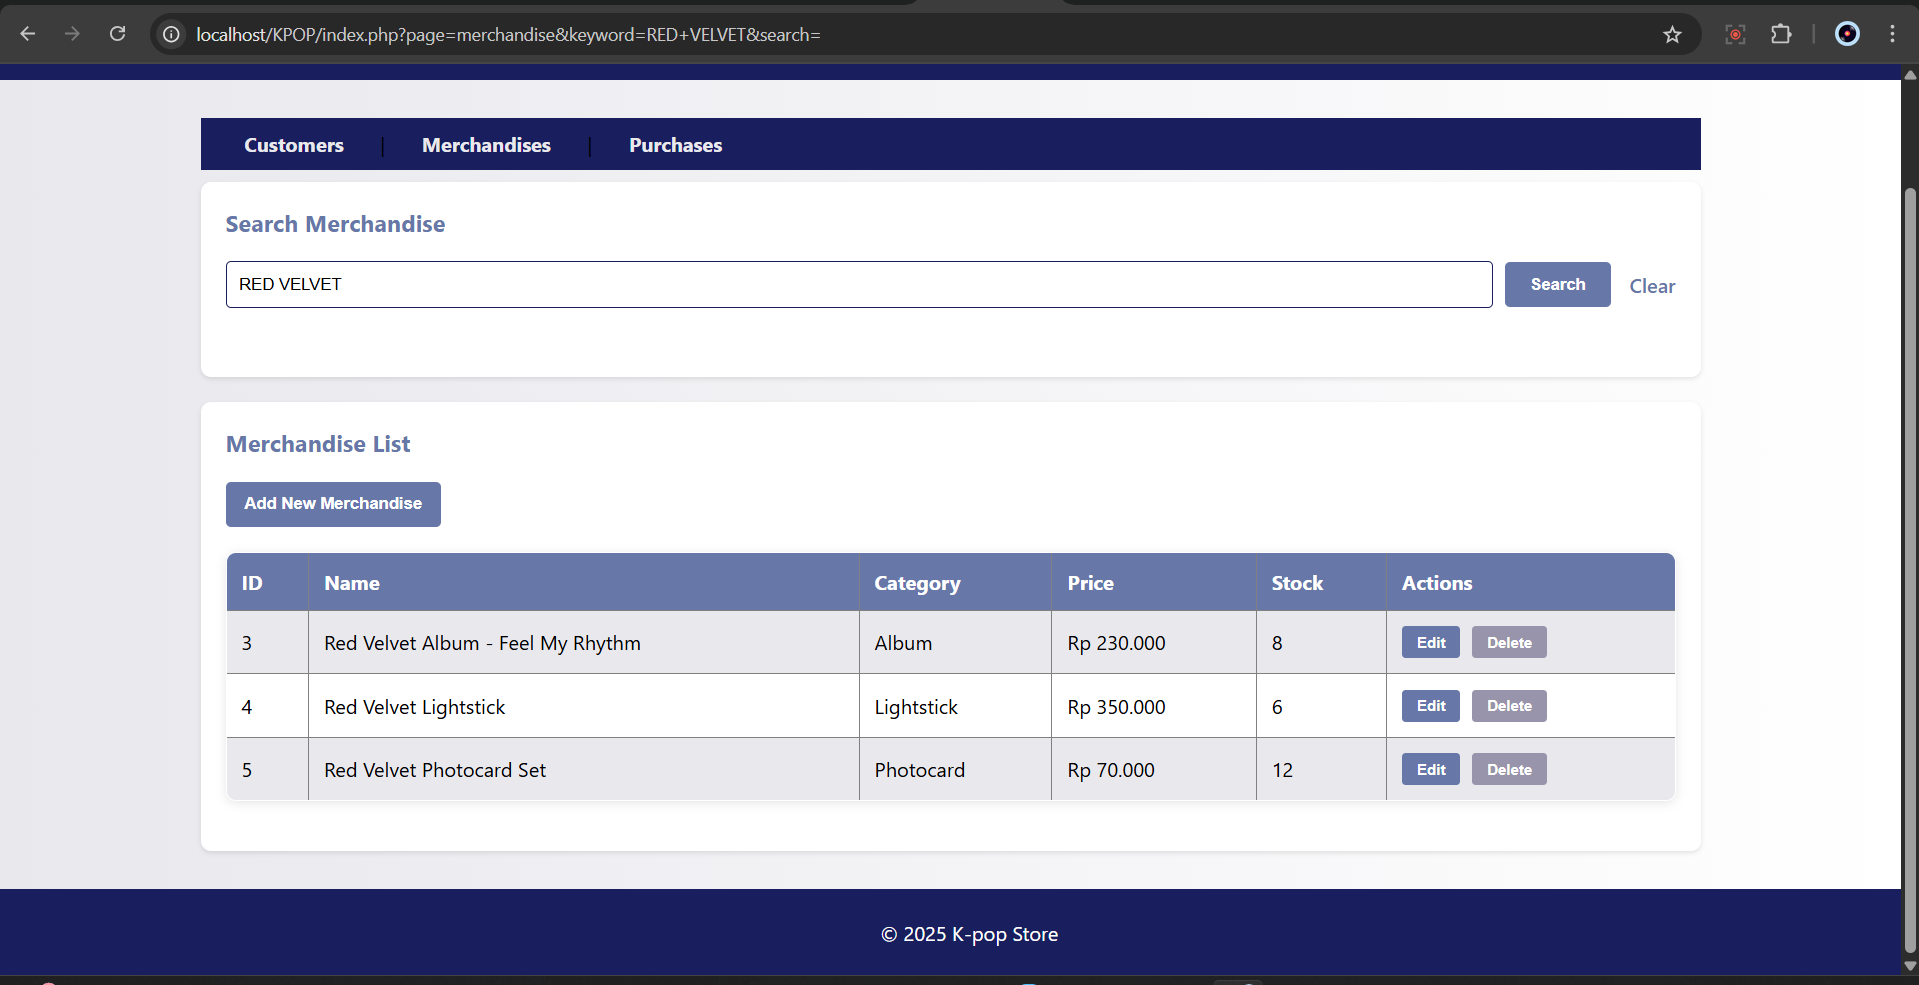 localhost/KPOP/index.php?page=merchandise&keyword=RED+VELVET&search=
Customers | Merchandises | Purchases
Search Merchandise
RED VELVET Search Clear
Merchandise List
Add New Merchandise
ID Name Category Price Stock Actions
3 Red Velvet Album - Feel My Rhythm Album Rp 230.000 8 Edit Delete
4 Red Velvet Lightstick Lightstick Rp 350.000 6 Edit Delete
5 Red Velvet Photocard Set Photocard Rp 70.000 12 Edit Delete
© 2025 K-pop Store